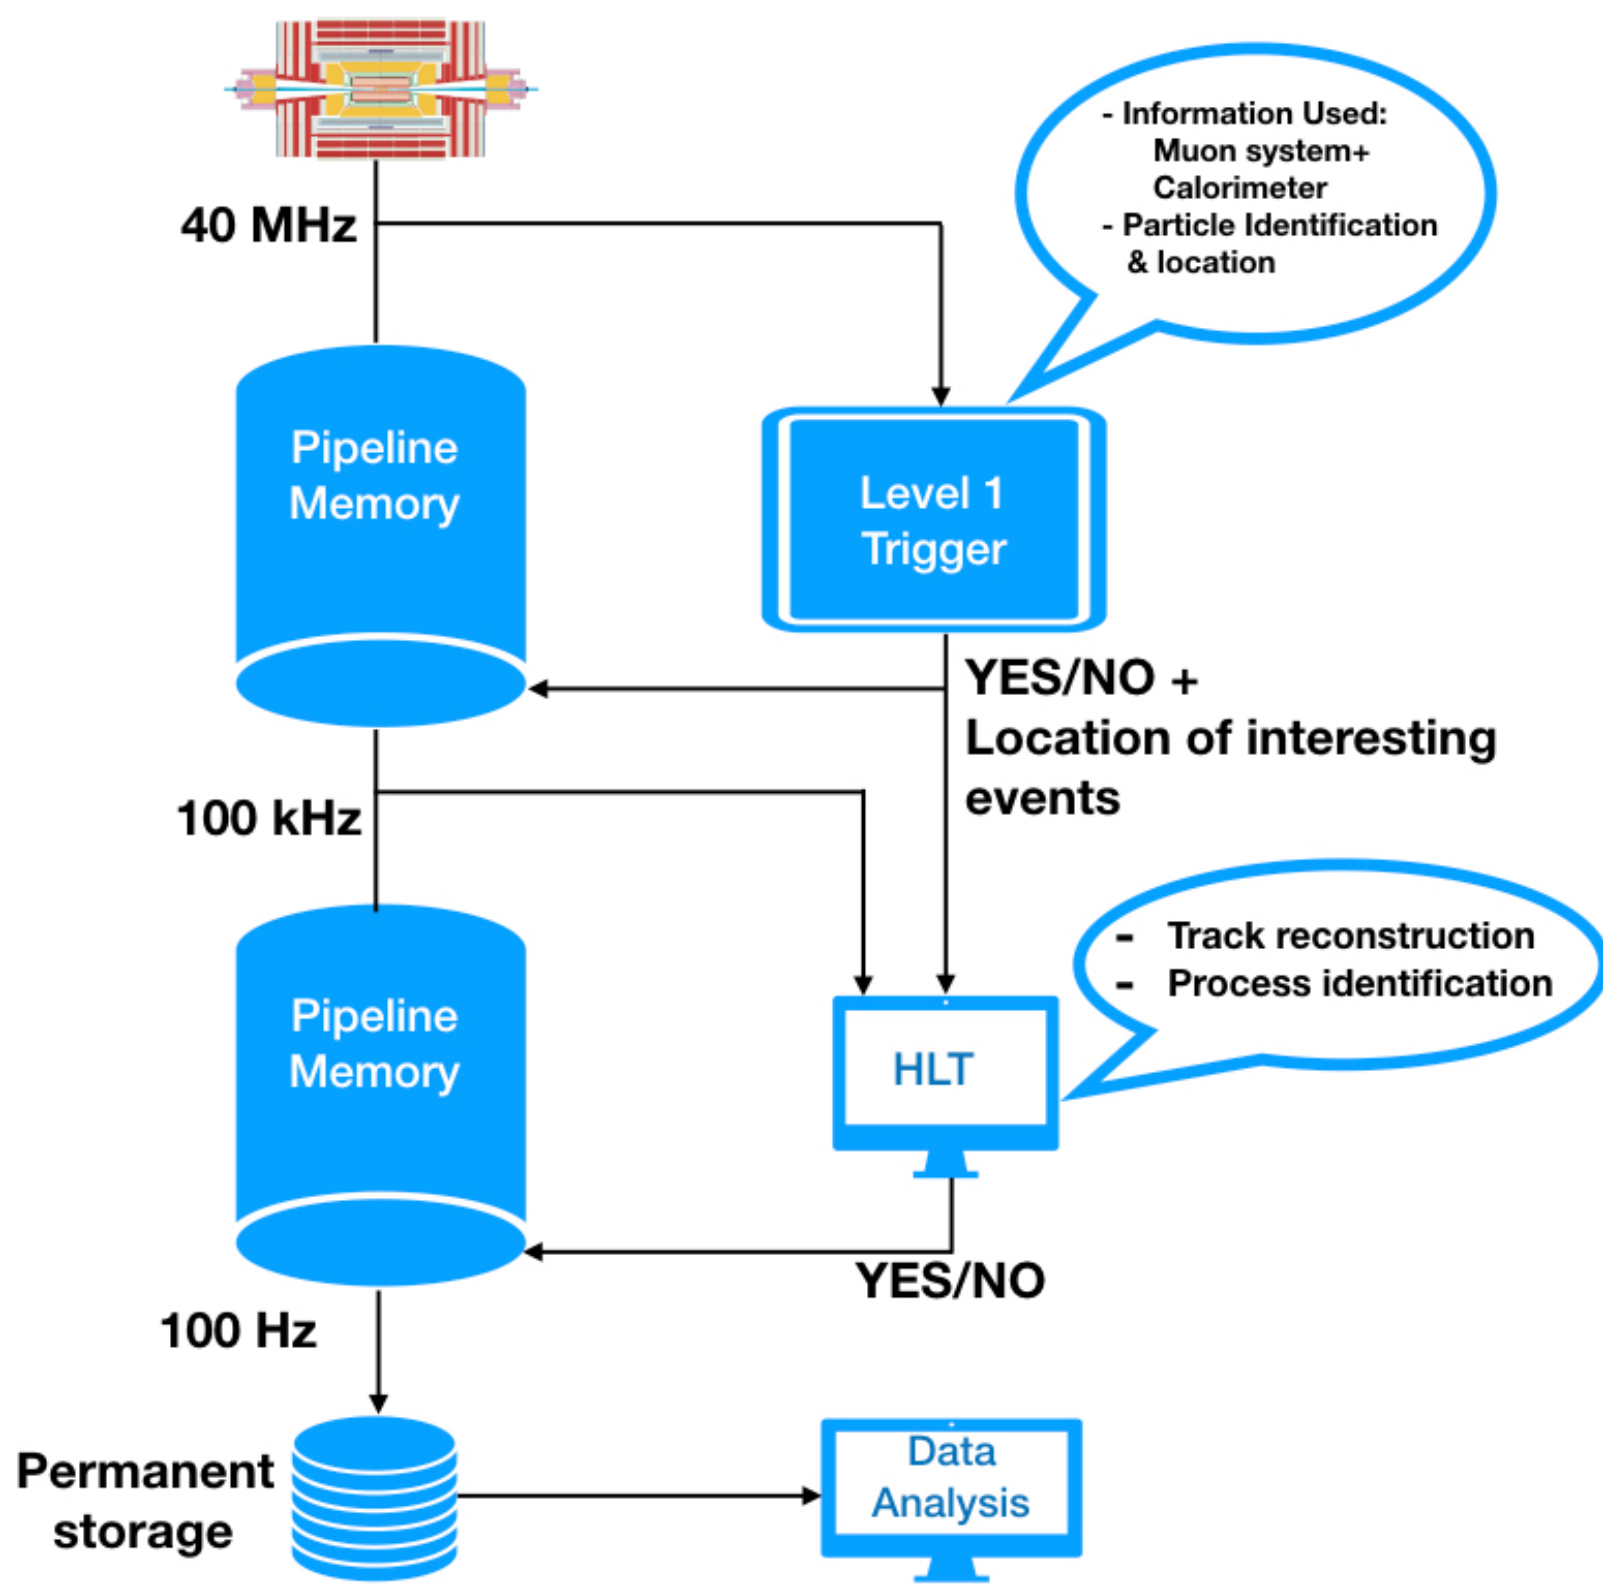 40 MHz
- Information Used:
Muon system+
Calorimeter
- Particle Identification
& location
Pipeline
Memory
Level 1
Trigger
YES/NO +
Location of interesting
events
100 kHz
- Track reconstruction
- Process identification
Pipeline
Memory
HLT
YES/NO
100 Hz
Permanent
storage
Data
Analysis